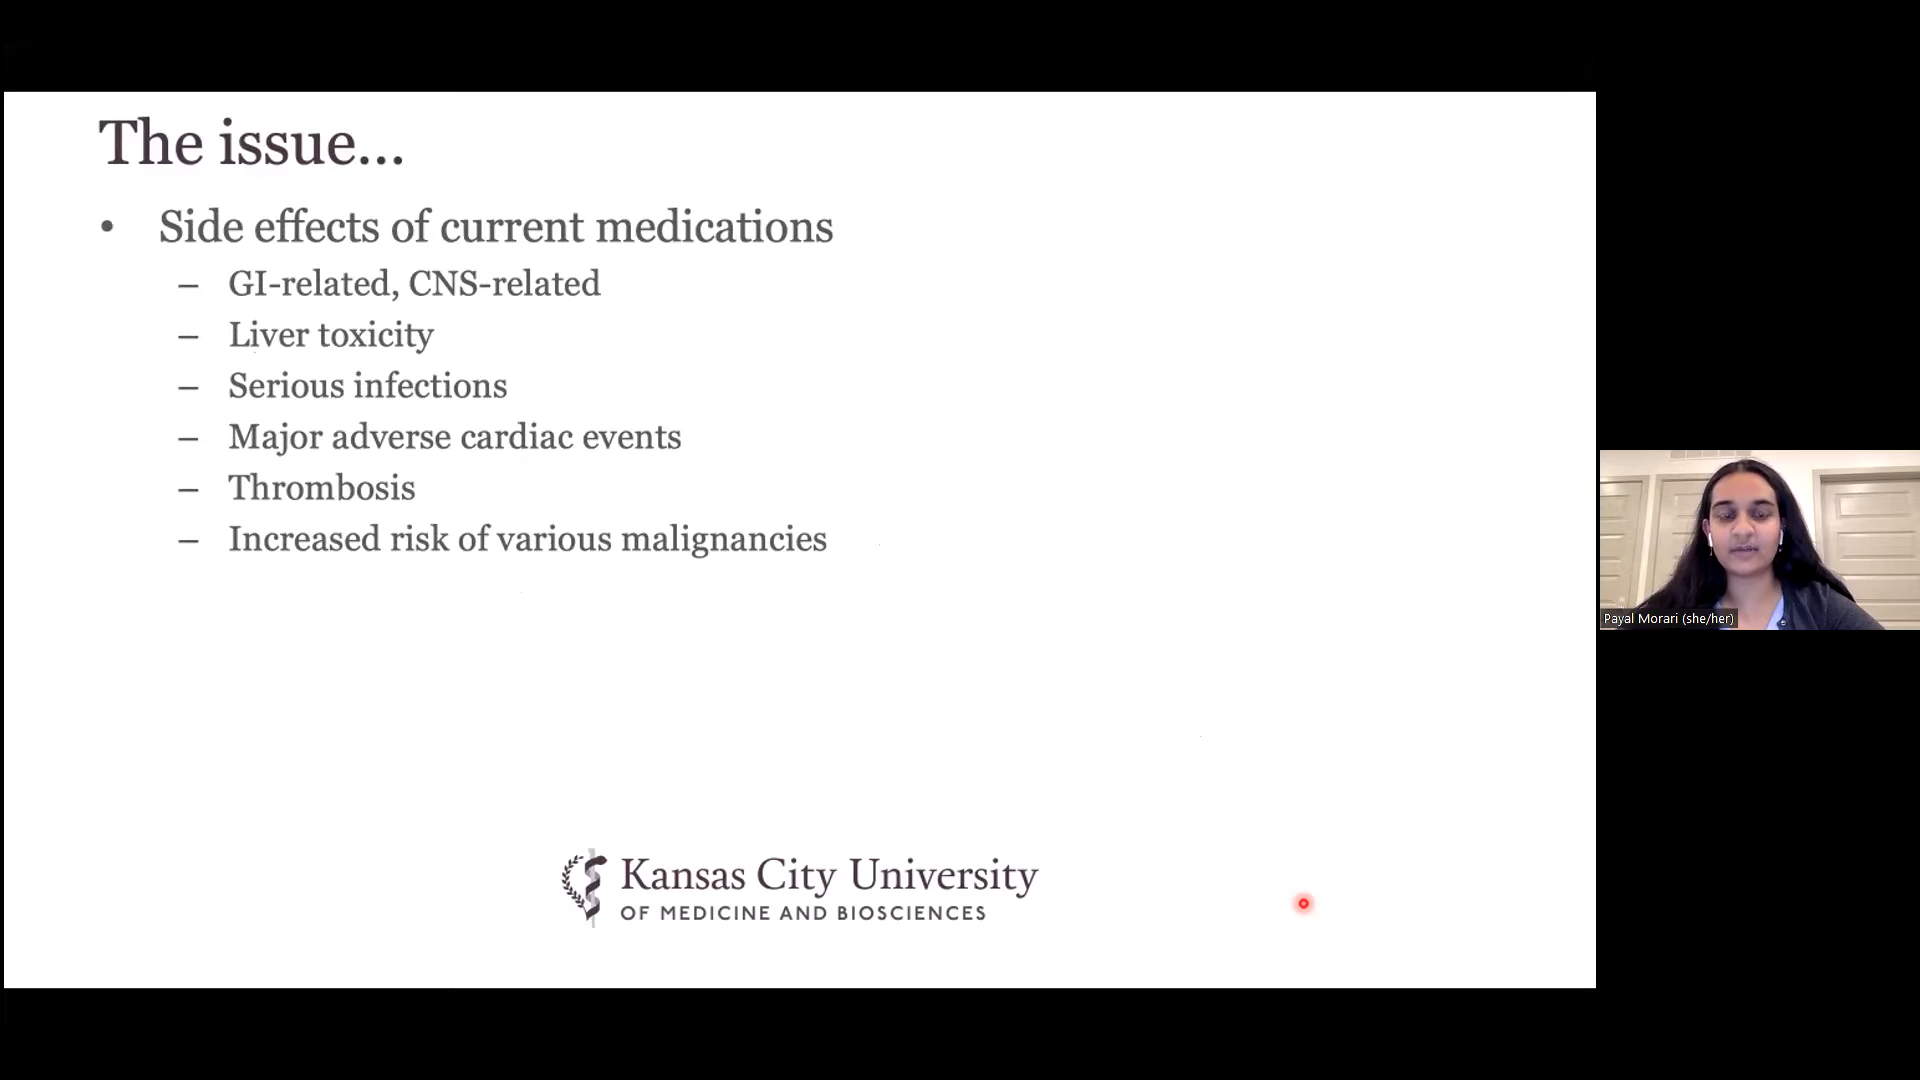 The issue...
• Side effects of current medications
– GI-related, CNS-related
– Liver toxicity
– Serious infections
– Major adverse cardiac events
– Thrombosis
– Increased risk of various malignancies
Kansas City University
OF MEDICINE AND BIOSCIENCES
Payal Morari (she/her)